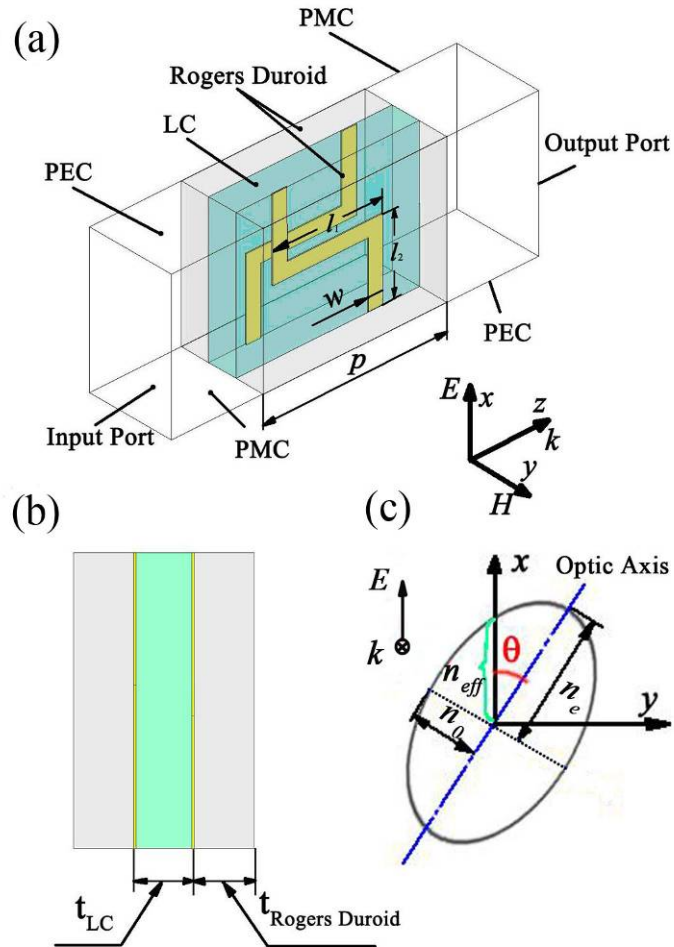 (a)
PMC
Rogers Duroid
LC
PEC
Output Port
l1
l2
w
p
PEC
Input Port
PMC
E
x
z
k
y
H
(b)
(c)
E
k
x
Optic Axis
θ
neff
ne
n0
y
tLC
tRogers Duroid